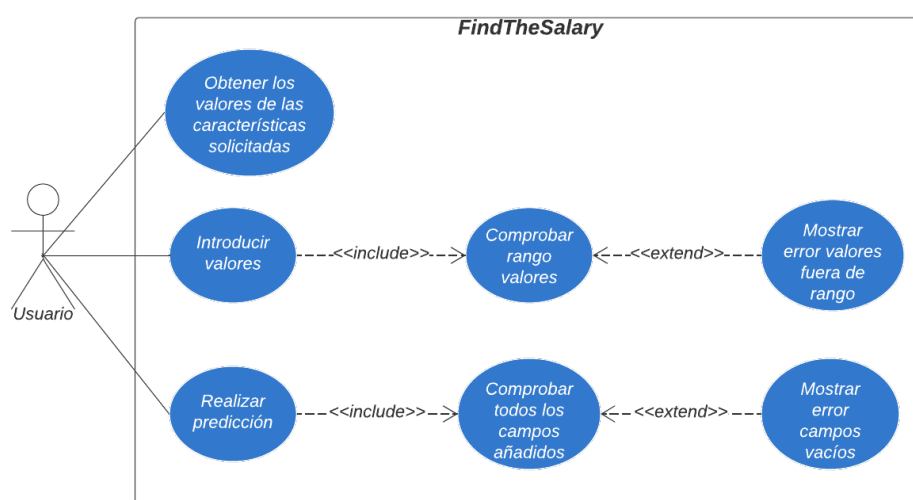 FindTheSalary
Obtener los
valores de las
características
solicitadas
Usuario
Introducir
valores
<<include>>
Comprobar
rango
valores
<<extend>>
Mostrar
error valores
fuera de
rango
Realizar
predicción
<<include>>
Comprobar
todos los
campos
añadidos
<<extend>>
Mostrar
error
campos
vacíos